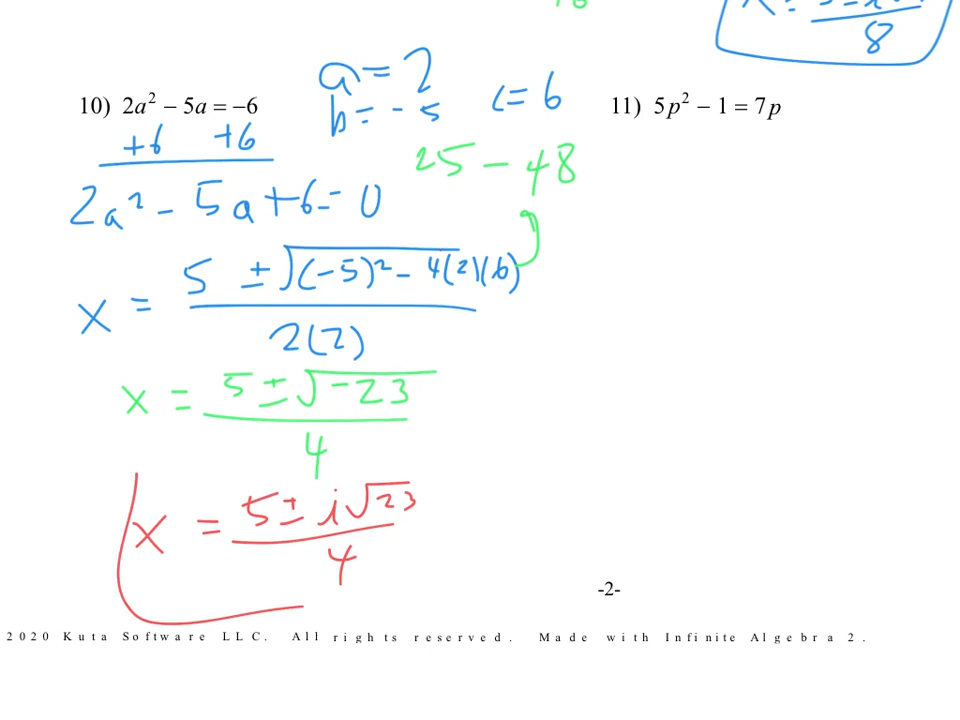 8
10) 2a² − 5a = −6
+6 +6
a = 2
b = -5
c = 6
11) 5p² − 1 = 7p
25 - 48
2a² - 5a + 6 = 0
x = (5 ± √((-5)² - 4(2)(6))) / 2(2)
x = (5 ± √-23) / 4
x = (5 ± i√23) / 4
-2-
2020 Kuta Software LLC. All rights reserved. Made with Infinite Algebra 2.